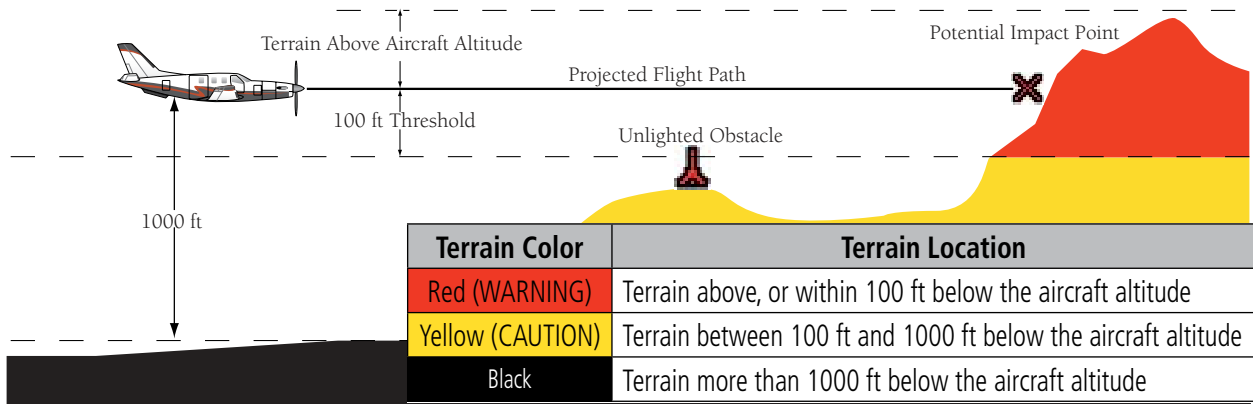 Terrain Above Aircraft Altitude
Potential Impact Point
Projected Flight Path
100 ft Threshold
Unlighted Obstacle
1000 ft
Terrain Color Terrain Location
Red (WARNING) Terrain above, or within 100 ft below the aircraft altitude
Yellow (CAUTION) Terrain between 100 ft and 1000 ft below the aircraft altitude
Black Terrain more than 1000 ft below the aircraft altitude